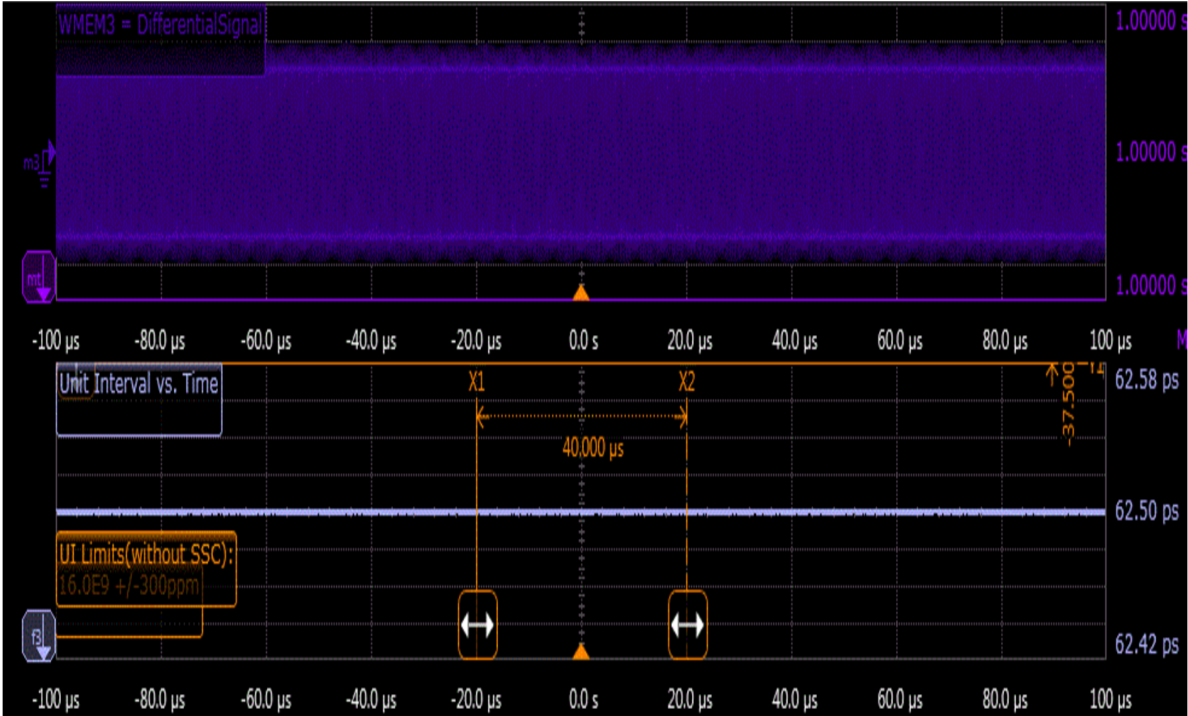 WMEM3 = DifferentialSignal
1.00000 s
m3
1.00000 s
mt
1.00000 s
-100 µs -80.0 µs -60.0 µs -40.0 µs -20.0 µs 0.0 s 20.0 µs 40.0 µs 60.0 µs 80.0 µs 100 µs
Unit Interval vs. Time
X1
X2
62.58 ps
-37.500
40.000 µs
62.50 ps
UI Limits(without SSC):
16.0E9 +/-300ppm
f3
62.42 ps
-100 µs -80.0 µs -60.0 µs -40.0 µs -20.0 µs 0.0 s 20.0 µs 40.0 µs 60.0 µs 80.0 µs 100 µs